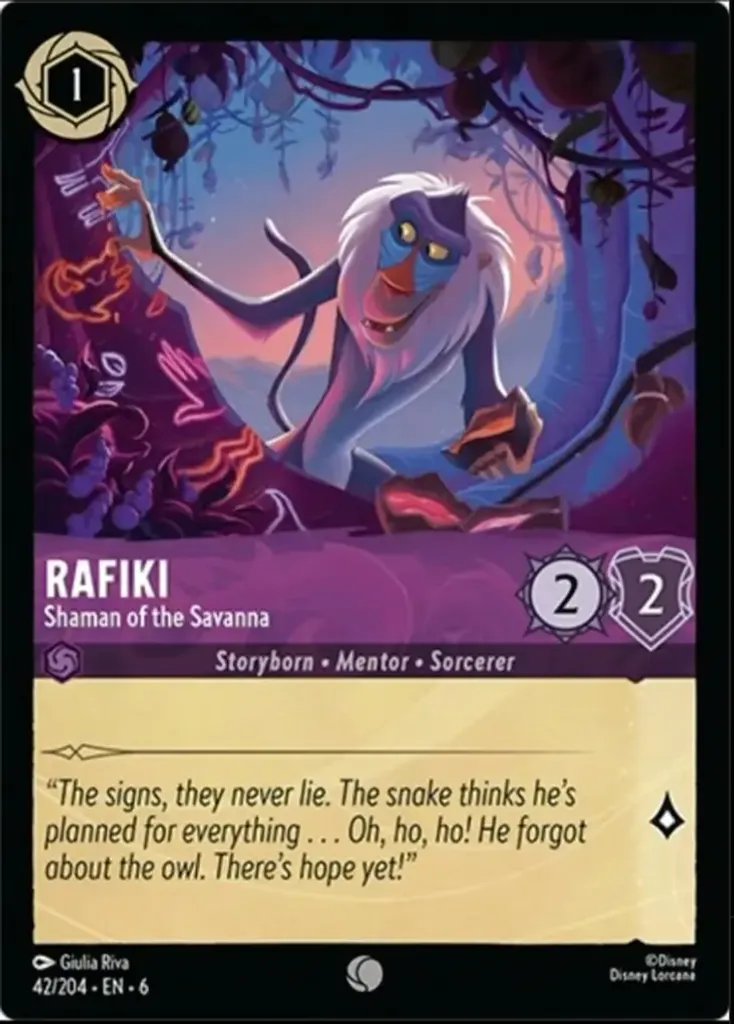 1
RAFIKI
Shaman of the Savanna
2 2
Storyborn • Mentor • Sorcerer
“The signs, they never lie. The snake thinks he’s
planned for everything . . . Oh, ho, ho! He forgot
about the owl. There’s hope yet!”
Giulia Riva
©Disney
42/204 • EN • 6
Disney Lorcana